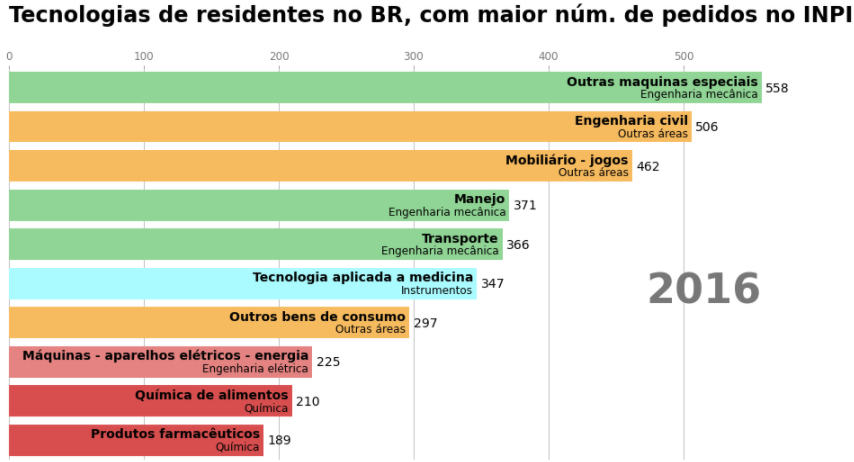 Tecnologias de residentes no BR, com maior núm. de pedidos no INPI
0 100 200 300 400 500
Outras maquinas especiais
Engenharia mecânica
558
Engenharia civil
Outras áreas
506
Mobiliário - jogos
Outras áreas
462
Manejo
Engenharia mecânica
371
Transporte
Engenharia mecânica
366
Tecnologia aplicada a medicina
Instrumentos
347
2016
Outros bens de consumo
Outras áreas
297
Máquinas - aparelhos elétricos - energia
Engenharia elétrica
225
Química de alimentos
Química
210
Produtos farmacêuticos
Química
189